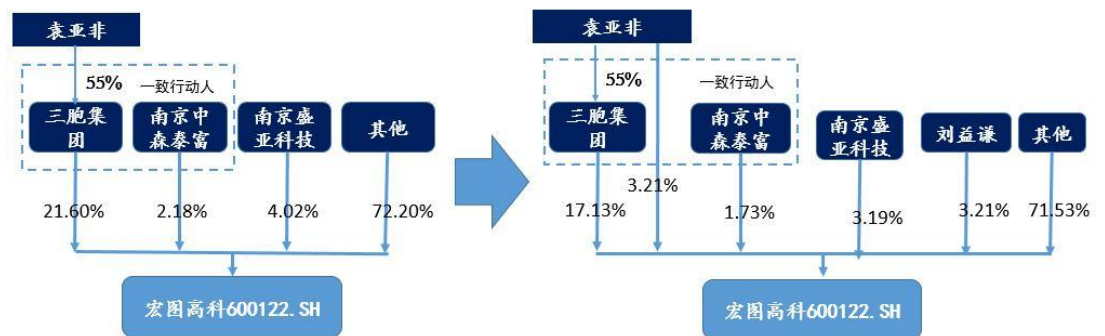 袁亚非
55%
一致行动人
三胞集
团
南京中
森泰富
南京盛
亚科技
其他
21.60%
2.18%
4.02%
72.20%
宏图高科600122.SH
袁亚非
55%
一致行动人
三胞集
团
南京中
森泰富
南京盛
亚科技
刘益谦
其他
17.13%
3.21%
1.73%
3.19%
3.21%
71.53%
宏图高科600122.SH